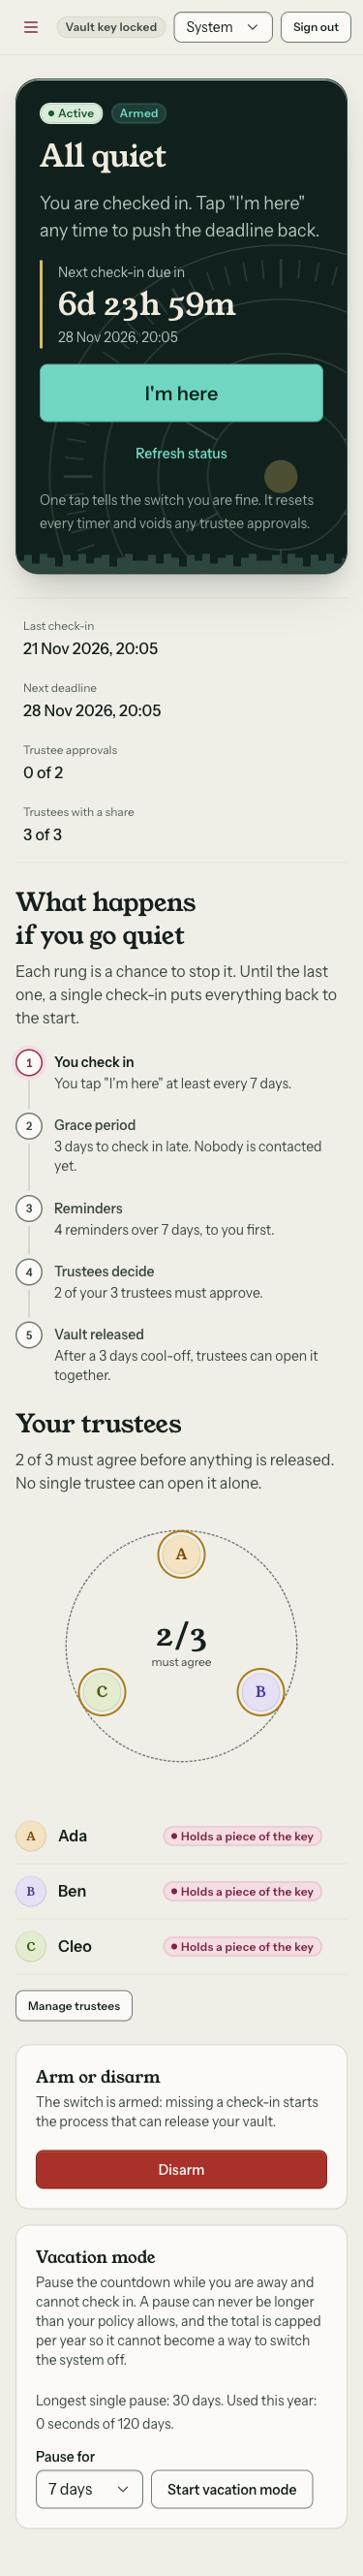 Vault key locked
System
Sign out
Active
Armed
All quiet
You are checked in. Tap "I'm here"
any time to push the deadline back.
Next check-in due in
6d 23h 59m
28 Nov 2026, 20:05
I'm here
Refresh status
One tap tells the switch you are fine. It resets
every timer and voids any trustee approvals.
Last check-in
21 Nov 2026, 20:05
Next deadline
28 Nov 2026, 20:05
Trustee approvals
0 of 2
Trustees with a share
3 of 3
What happens
if you go quiet
Each rung is a chance to stop it. Until the last
one, a single check-in puts everything back to
the start.
1
You check in
You tap "I'm here" at least every 7 days.
2
Grace period
3 days to check in late. Nobody is contacted
yet.
3
Reminders
4 reminders over 7 days, to you first.
4
Trustees decide
2 of your 3 trustees must approve.
5
Vault released
After a 3 days cool-off, trustees can open it
together.
Your trustees
2 of 3 must agree before anything is released.
No single trustee can open it alone.
A
2/3
must agree
C
B
A
Ada
Holds a piece of the key
B
Ben
Holds a piece of the key
C
Cleo
Holds a piece of the key
Manage trustees
Arm or disarm
The switch is armed: missing a check-in starts
the process that can release your vault.
Disarm
Vacation mode
Pause the countdown while you are away and
cannot check in. A pause can never be longer
than your policy allows, and the total is capped
per year so it cannot become a way to switch
the system off.
Longest single pause: 30 days. Used this year:
0 seconds of 120 days.
Pause for
7 days
Start vacation mode